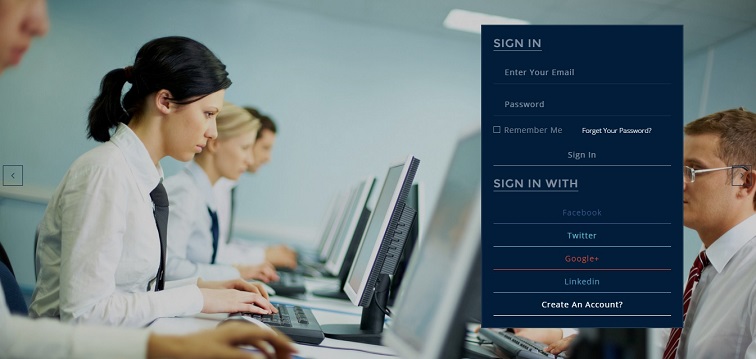 SIGN IN
Enter Your Email
Password
Remember Me Forget Your Password?
Sign In
SIGN IN WITH
Facebook
Twitter
Google+
Linkedin
Create An Account?